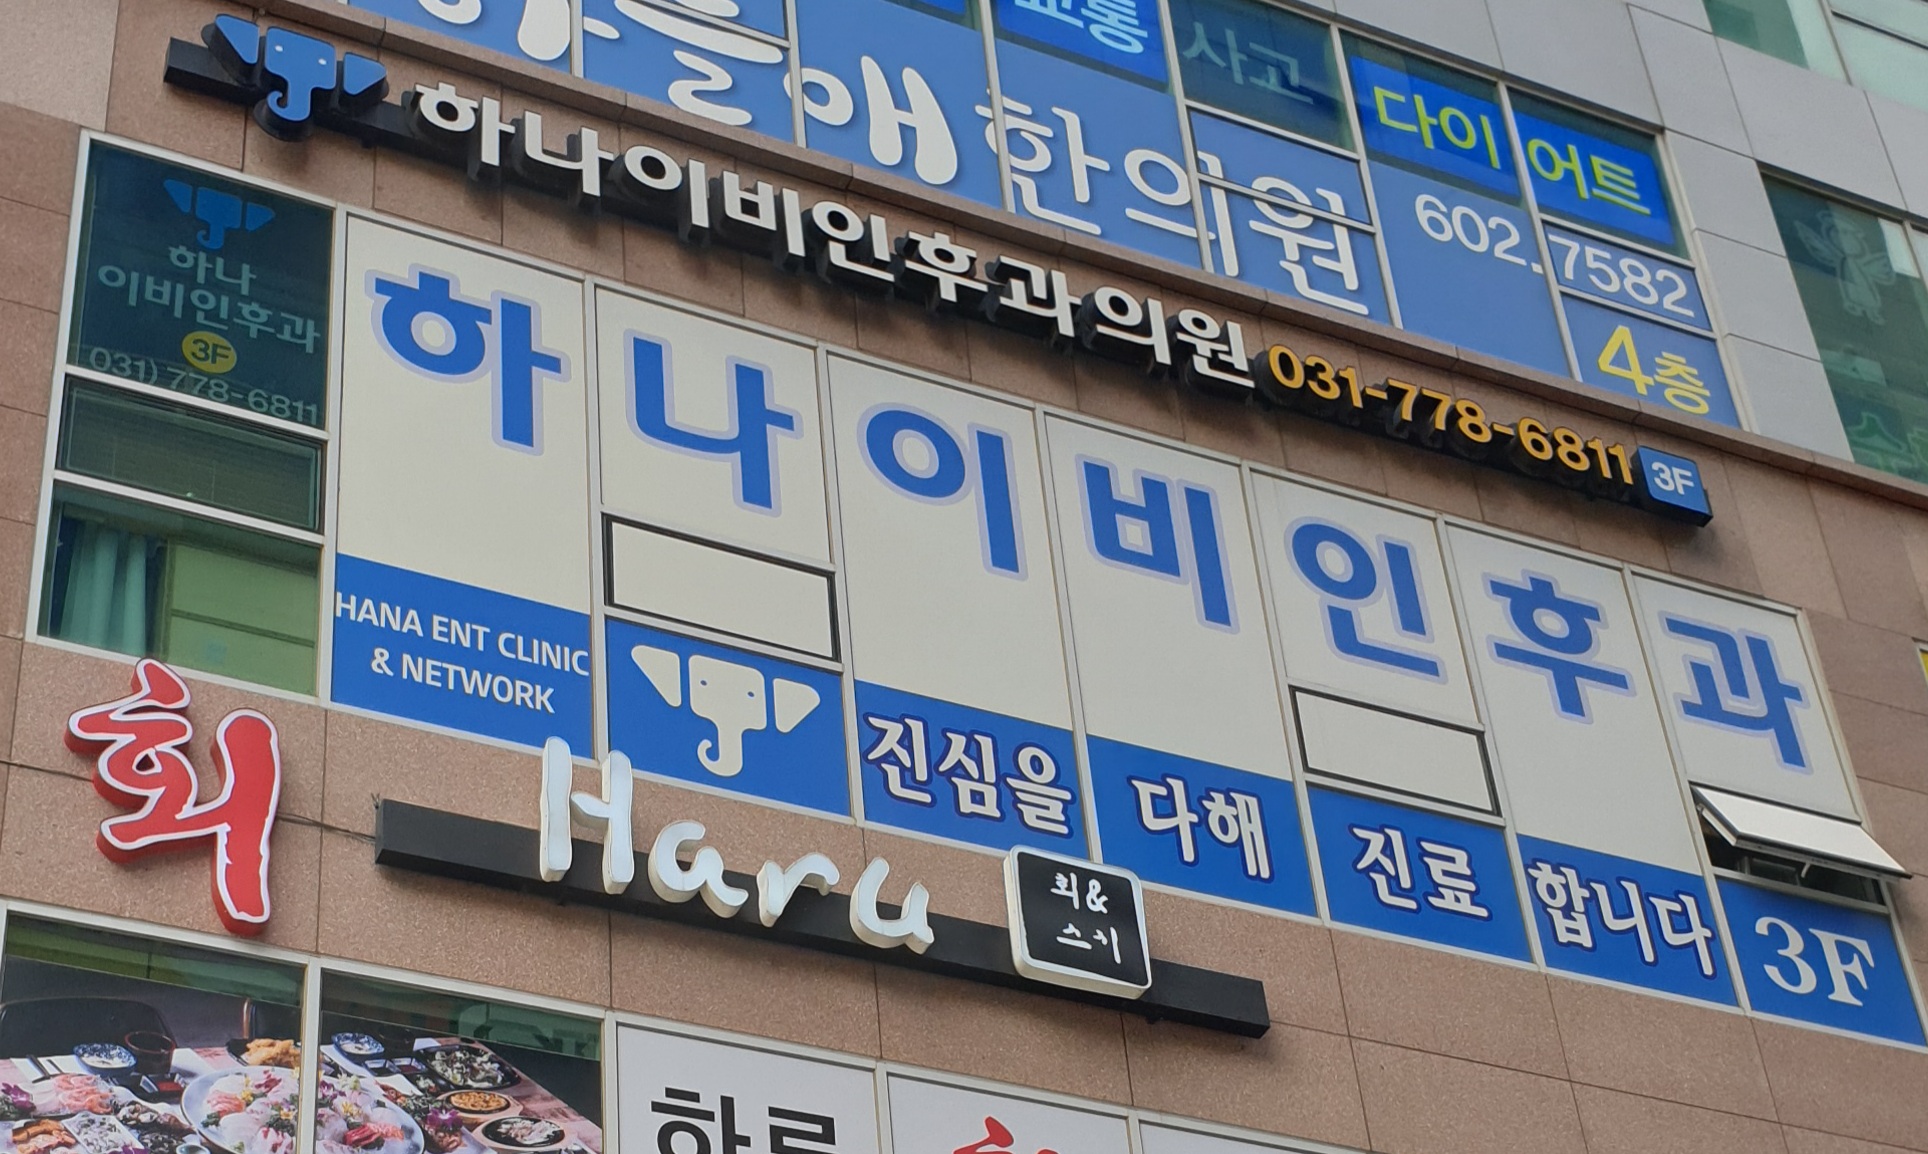 교통
사고
다이어트
애한의원
602.7582
4층
하나이비인후과의원 031-778-6811 3F
하나
이비인후과
3F
031) 778-6811
하나이비인후과
HANA ENT CLINIC
& NETWORK
진심을 다해 진료 합니다 3F
회
Haru
회&
스시
하루